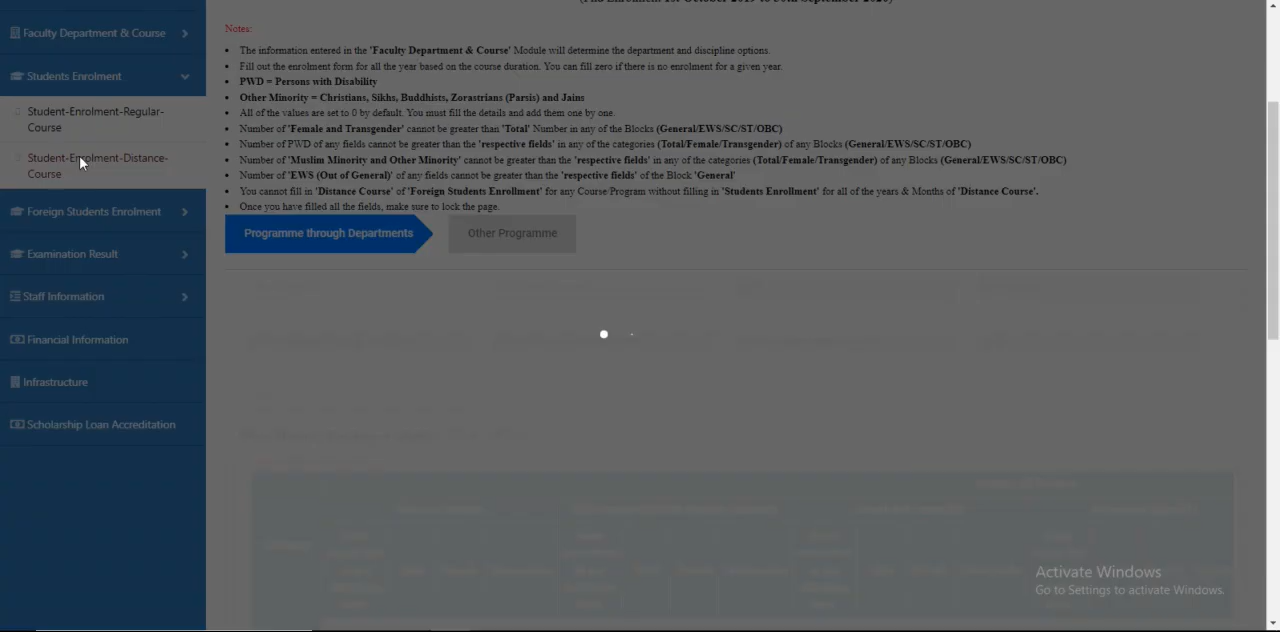 (PhD Enrolment 1st October 2019 to 30th September 2020)
Faculty Department & Course
Students Enrolment
Student-Enrolment-Regular-
Course
Student-Enrolment-Distance-
Course
Foreign Students Enrolment
Examination Result
Staff Information
Financial Information
Infrastructure
Scholarship Loan Accreditation
Notes:
The information entered in the 'Faculty Department & Course' Module will determine the department and discipline options.
Fill out the enrolment form for all the year based on the course duration. You can fill zero if there is no enrolment for a given year.
PWD = Persons with Disability
Other Minority = Christians, Sikhs, Buddhists, Zorastrians (Parsis) and Jains
All of the values are set to 0 by default. You must fill the details and add them one by one.
Number of 'Female and Transgender' cannot be greater than 'Total' Number in any of the Blocks (General/EWS/SC/ST/OBC)
Number of PWD of any fields cannot be greater than the 'respective fields' in any of the categories (Total/Female/Transgender) of any Blocks (General/EWS/SC/ST/OBC)
Number of 'Muslim Minority and Other Minority' cannot be greater than the 'respective fields' in any of the categories (Total/Female/Transgender) of any Blocks (General/EWS/SC/ST/OBC)
Number of 'EWS (Out of General)' of any fields cannot be greater than the 'respective fields' of the Block 'General'
You cannot fill in 'Distance Course' of 'Foreign Students Enrollment' for any Course/Program without filling in 'Students Enrollment' for all of the years & Months of 'Distance Course'.
Once you have filled all the fields, make sure to lock the page.
Programme through Departments
Other Programme
Activate Windows
Go to Settings to activate Windows.